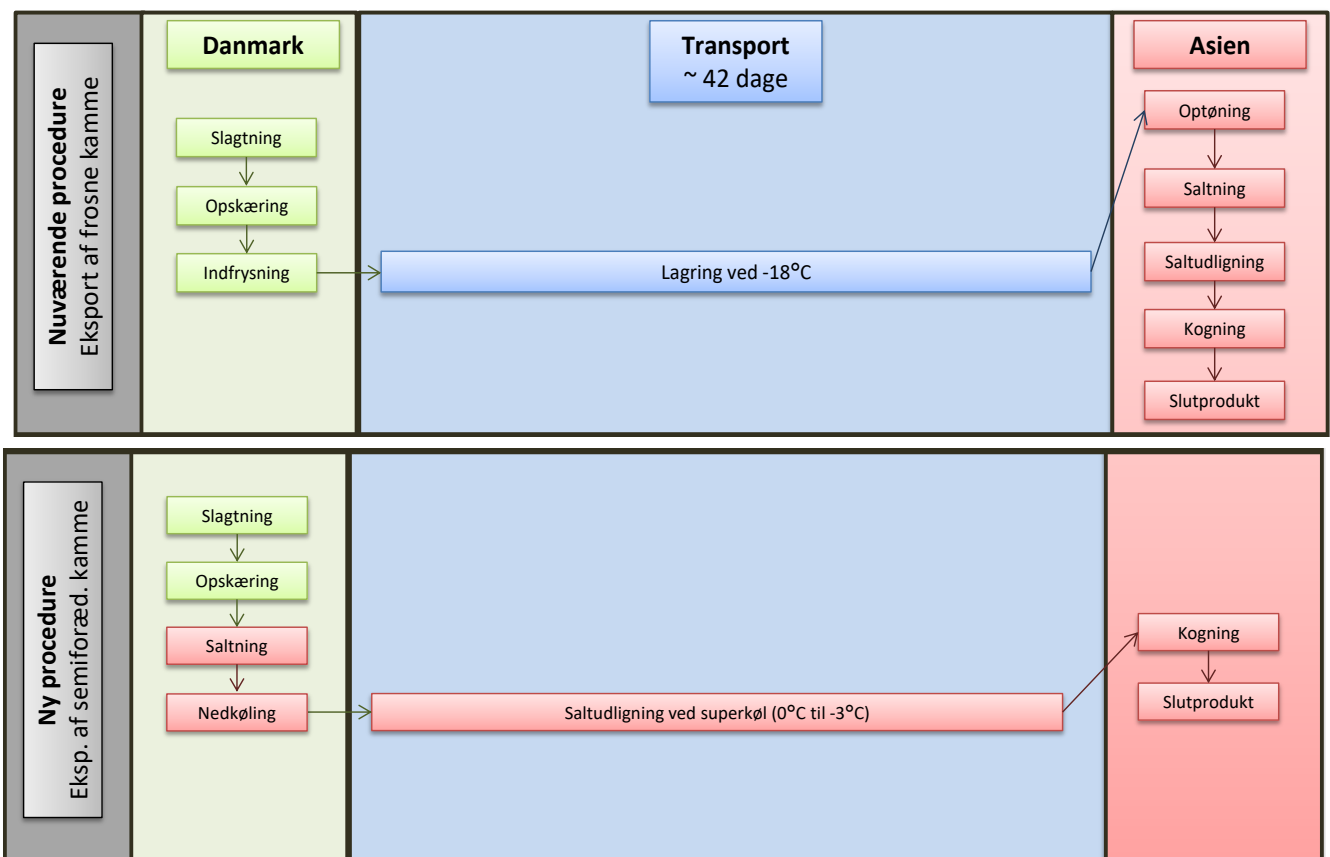 Nuværende procedure
Eksport af frosne kamme
Danmark
Slagtning
Opskæring
Indfrysning
Transport
~ 42 dage
Lagring ved -18°C
Asien
Optøning
Saltning
Saltudligning
Kogning
Slutprodukt
Ny procedure
Eksp. af semiforæd. kamme
Slagtning
Opskæring
Saltning
Nedkøling
Saltudligning ved superkøl (0°C til -3°C)
Kogning
Slutprodukt